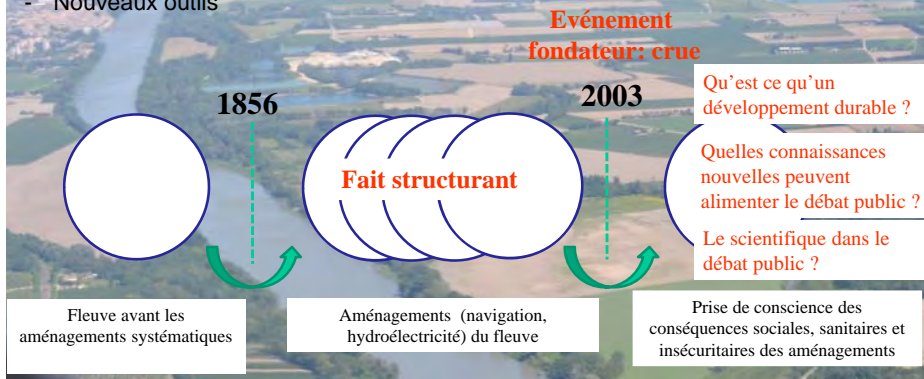 - Nouveaux outils
Evénement
fondateur: crue
1856
2003
Qu’est ce qu’un
développement durable ?
Quelles connaissances
nouvelles peuvent
alimenter le débat public ?
Le scientifique dans le
débat public ?
Fait structurant
Fleuve avant les
aménagements systématiques
Aménagements (navigation,
hydroélectricité) du fleuve
Prise de conscience des
conséquences sociales, sanitaires et
insécuritaires des aménagements